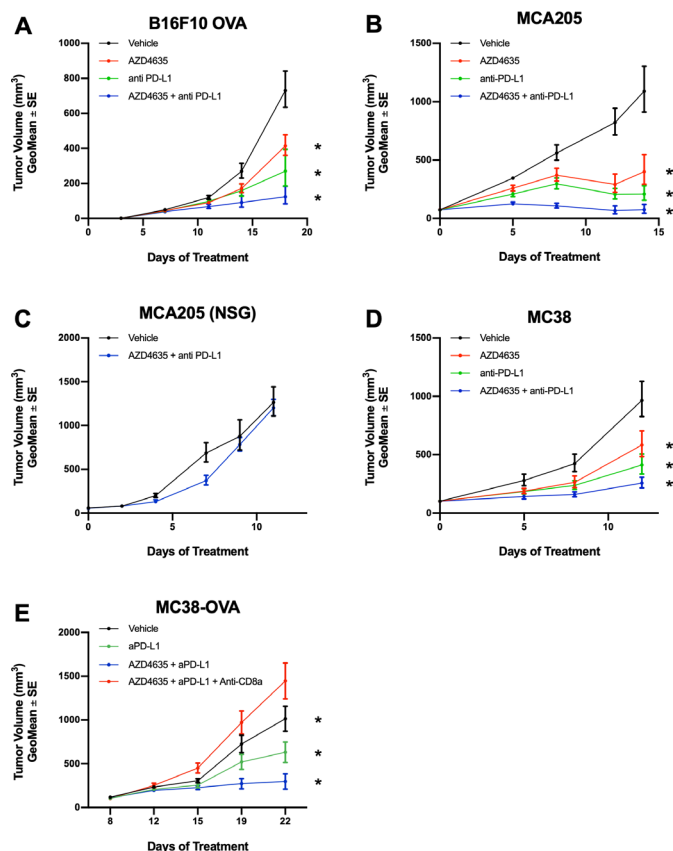 A
B16F10 OVA
Vehicle
AZD4635
anti PD-L1
AZD4635 + anti PD-L1
Tumor Volume (mm³)
GeoMean ± SE
1000
800
600
400
200
0
0
5
10
15
20
*
*
*
Days of Treatment
B
MCA205
Vehicle
AZD4635
anti-PD-L1
AZD4635 + anti-PD-L1
Tumor Volume (mm³)
GeoMean ± SE
1500
1000
500
0
0
5
10
15
*
*
*
Days of Treatment
C
MCA205 (NSG)
Vehicle
AZD4635 + anti PD-L1
Tumor Volume (mm³)
GeoMean ± SE
2000
1500
1000
500
0
0
5
10
Days of Treatment
D
MC38
Vehicle
AZD4635
anti-PD-L1
AZD4635 + anti-PD-L1
Tumor Volume (mm³)
GeoMean ± SE
1500
1000
500
0
0
5
10
*
*
*
Days of Treatment
E
MC38-OVA
Vehicle
aPD-L1
AZD4635 + aPD-L1
AZD4635 + aPD-L1 + Anti-CD8a
Tumor Volume (mm³)
GeoMean ± SE
2000
1500
1000
500
0
8
12
15
19
22
*
*
*
Days of Treatment